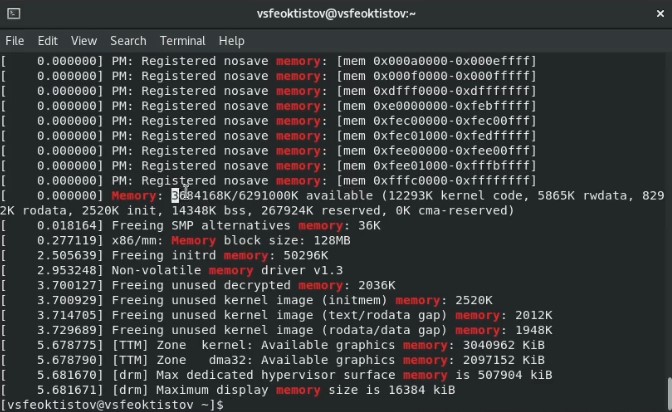 vsfeoktistov@vsfeoktistov:~
File Edit View Search Terminal Help
[    0.000000] PM: Registered nosave memory: [mem 0x000a0000-0x000effff]
[    0.000000] PM: Registered nosave memory: [mem 0x000f0000-0x000fffff]
[    0.000000] PM: Registered nosave memory: [mem 0xdfff0000-0xdfffffff]
[    0.000000] PM: Registered nosave memory: [mem 0xe0000000-0xfebfffff]
[    0.000000] PM: Registered nosave memory: [mem 0xfec00000-0xfec00fff]
[    0.000000] PM: Registered nosave memory: [mem 0xfec01000-0xfedfffff]
[    0.000000] PM: Registered nosave memory: [mem 0xfee00000-0xfee00fff]
[    0.000000] PM: Registered nosave memory: [mem 0xfee01000-0xfffbffff]
[    0.000000] PM: Registered nosave memory: [mem 0xfffc0000-0xffffffff]
[    0.000000] Memory: 3684168K/6291000K available (12293K kernel code, 5865K rwdata, 829
2K rodata, 2520K init, 14348K bss, 267924K reserved, 0K cma-reserved)
[    0.018164] Freeing SMP alternatives memory: 36K
[    0.277119] x86/mm: Memory block size: 128MB
[    2.505639] Freeing initrd memory: 50296K
[    2.953248] Non-volatile memory driver v1.3
[    3.700127] Freeing unused decrypted memory: 2036K
[    3.700929] Freeing unused kernel image (initmem) memory: 2520K
[    3.714705] Freeing unused kernel image (text/rodata gap) memory: 2012K
[    3.729689] Freeing unused kernel image (rodata/data gap) memory: 1948K
[    5.678775] [TTM] Zone  kernel: Available graphics memory: 3040962 KiB
[    5.678790] [TTM] Zone   dma32: Available graphics memory: 2097152 KiB
[    5.681670] [drm] Max dedicated hypervisor surface memory is 507904 kiB
[    5.681671] [drm] Maximum display memory size is 16384 kiB
[vsfeoktistov@vsfeoktistov ~]$